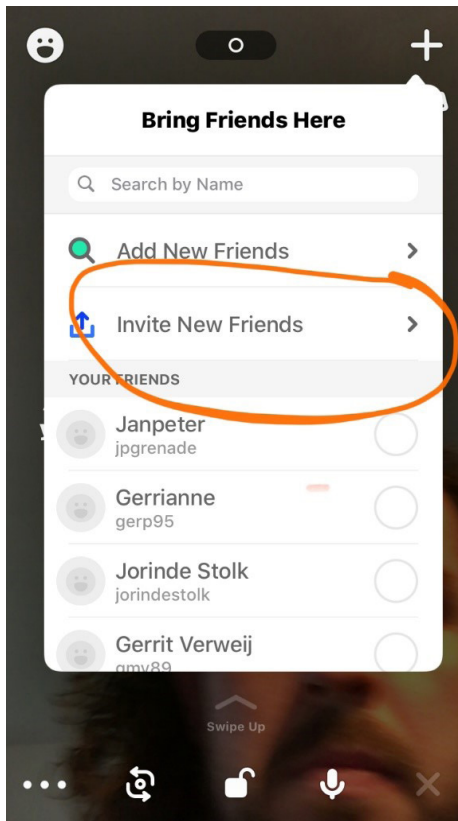 Bring Friends Here
Search by Name
Add New Friends
Invite New Friends
YOUR FRIENDS
Janpeter
jpgrenade
Gerrianne
gerp95
Jorinde Stolk
jorindestolk
Gerrit Verweij
gmv89
Swipe Up